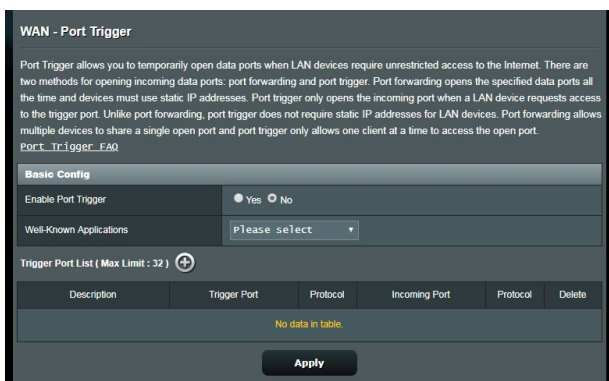 WAN - Port Trigger
Port Trigger allows you to temporarily open data ports when LAN devices require unrestricted access to the Internet. There are
two methods for opening incoming data ports: port forwarding and port trigger. Port forwarding opens the specified data ports all
the time and devices must use static IP addresses. Port trigger only opens the incoming port when a LAN device requests access
to the trigger port. Unlike port forwarding, port trigger does not require static IP addresses for LAN devices. Port forwarding allows
multiple devices to share a single open port and port trigger only allows one client at a time to access the open port.
Port Trigger FAQ
Basic Config
Enable Port Trigger Yes No
Well-Known Applications Please select
Trigger Port List ( Max Limit : 32 )
Description Trigger Port Protocol Incoming Port Protocol Delete
No data in table.
Apply